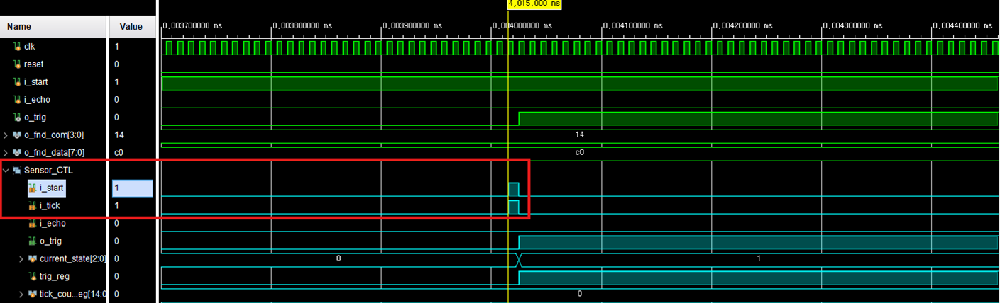 4,015.000 ns
Name Value 0.003700000 ms 0.003800000 ms 0.003900000 ms 0.004000000 ms 0.004100000 ms 0.004200000 ms 0.004300000 ms 0.004400000 ms
clk 1
reset 0
i_start 1
i_echo 0
o_trig 0
o_fnd_com[3:0] 14 14
o_fnd_data[7:0] c0 c0
Sensor_CTL
i_start 1
i_tick 1
i_echo 0
o_trig 0
current_state[2:0] 0 0 1
trig_reg 0
tick_cou...eg[14:0 0 0